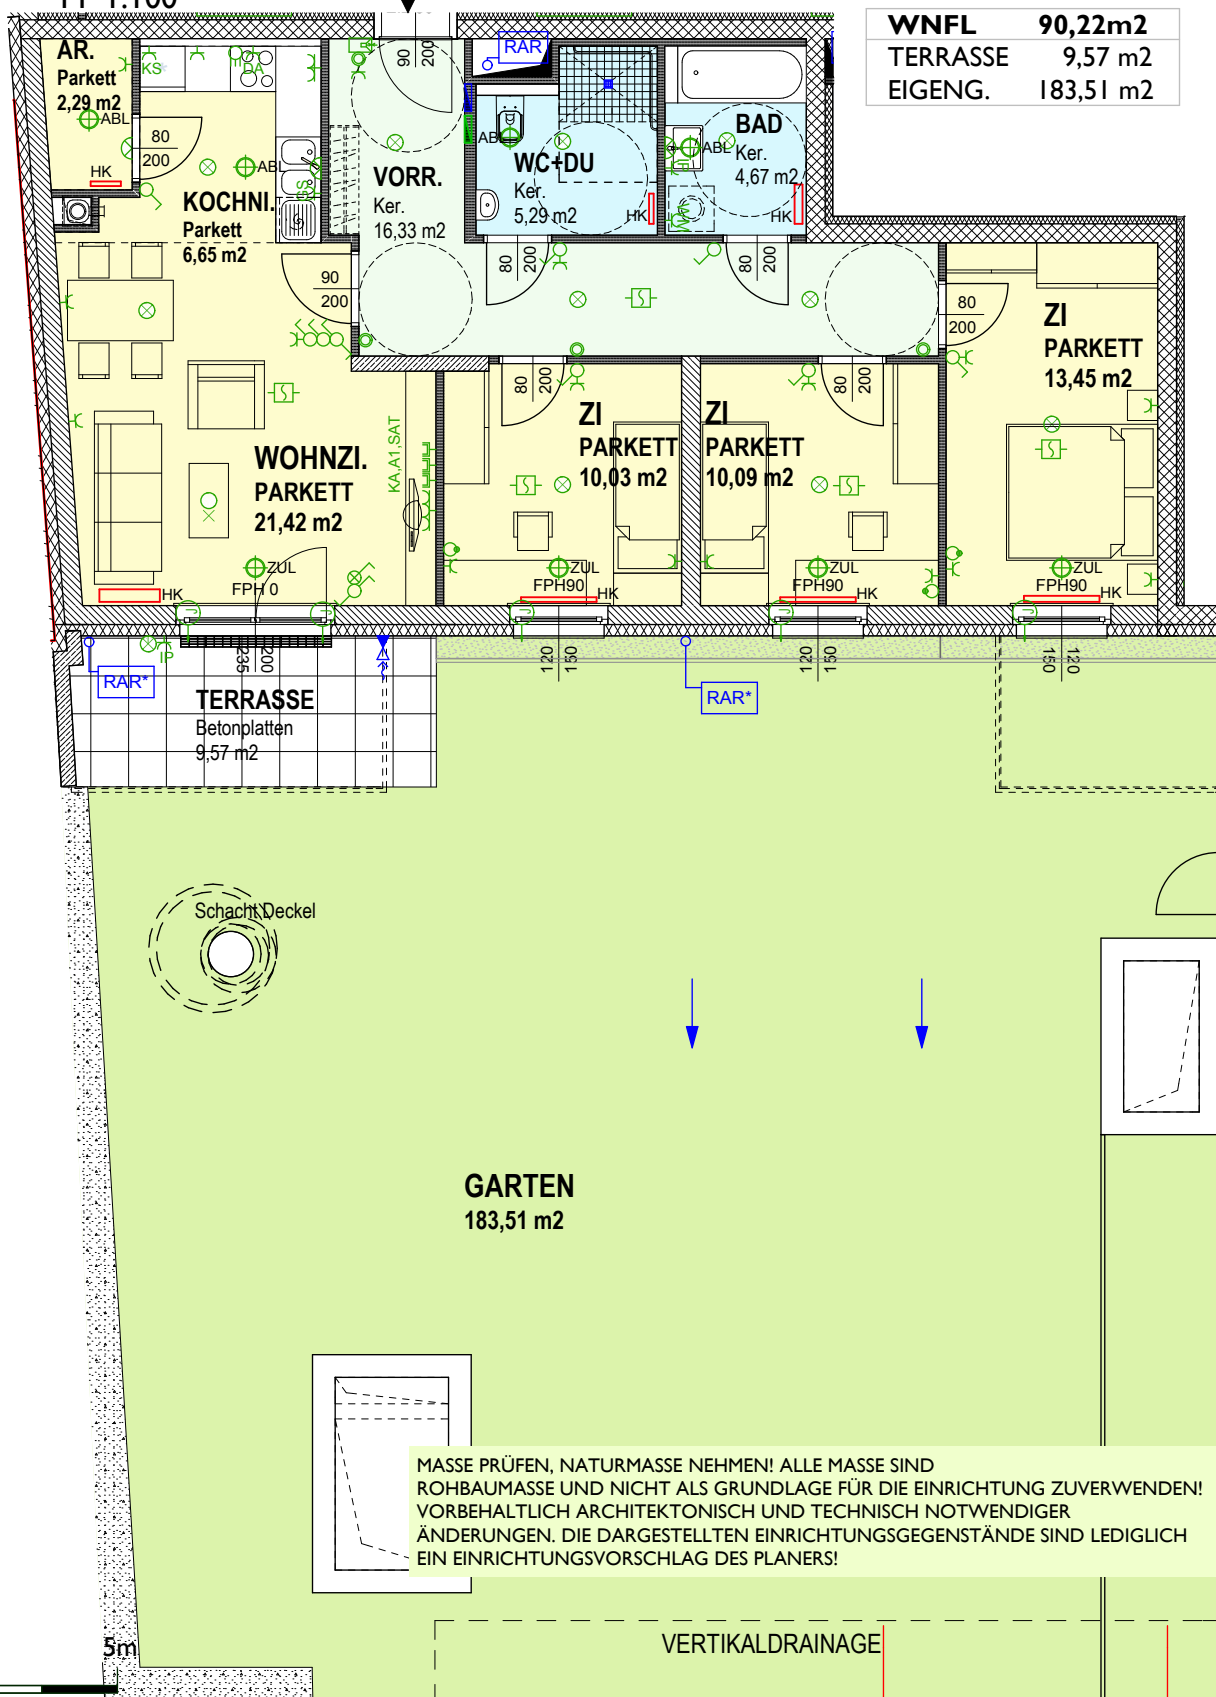 WNFL 90,22m2
TERRASSE 9,57 m2
EIGENG. 183,51 m2
AR.
Parkett
2,29 m2
ABL
HK
80
200
KS
DA
ABL
GS
KOCHNI.
Parkett
6,65 m2
90
200
RAR
VORR.
Ker.
16,33 m2
ABL
WC+DU
Ker.
5,29 m2
HK
BAD
ABL
Ker.
4,67 m2
IP
WM
HK
90
200
80
200
80
200
80
200
ZI
PARKETT
13,45 m2
80
200
80
200
ZI
PARKETT
10,03 m2
ZI
PARKETT
10,09 m2
WOHNZI.
PARKETT
21,42 m2
KA,A1,SAT
ZUL
FPH10
HK
ZUL
FPH90
HK
ZUL
FPH90
HK
ZUL
FPH90
HK
IP
RAR*
235
200
120
150
RAR*
120
150
150
120
TERRASSE
Betonplatten
9,57 m2
Schacht Deckel
GARTEN
183,51 m2
MASSE PRÜFEN, NATURMASSE NEHMEN! ALLE MASSE SIND
ROHBAUMASSE UND NICHT ALS GRUNDLAGE FÜR DIE EINRICHTUNG ZUVERWENDEN!
VORBEHALTLICH ARCHITEKTONISCH UND TECHNISCH NOTWENDIGER
ÄNDERUNGEN. DIE DARGESTELLTEN EINRICHTUNGSGEGENSTÄNDE SIND LEDIGLICH
EIN EINRICHTUNGSVORSCHLAG DES PLANERS!
5m
VERTIKALDRAINAGE